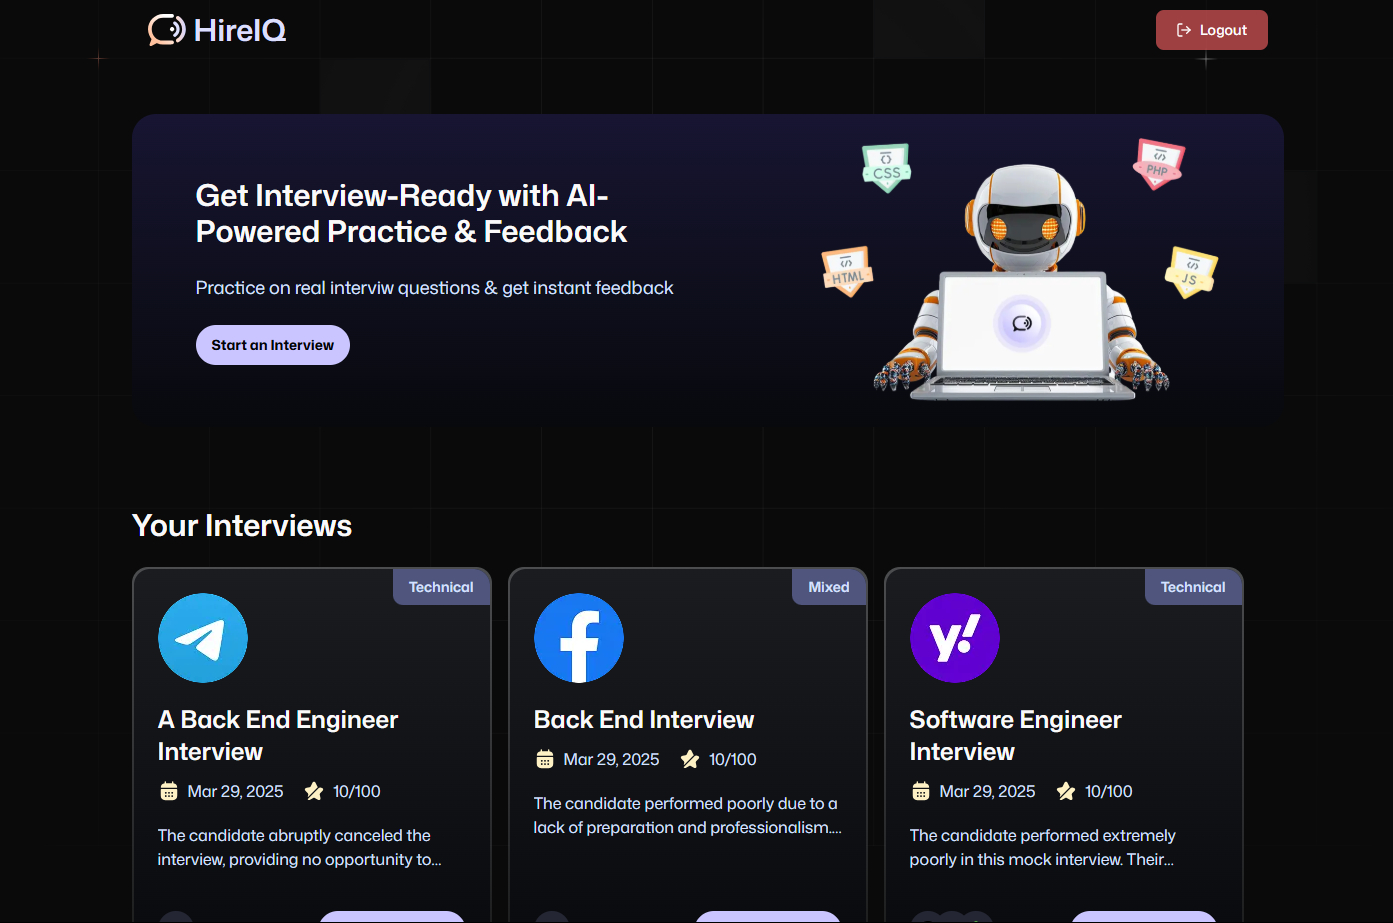 HireIQ
Logout
Get Interview-Ready with AI-
Powered Practice & Feedback
Practice on real interviw questions & get instant feedback
Start an Interview
CSS
PHP
HTML
JS
Your Interviews
Technical
A Back End Engineer
Interview
Mar 29, 2025 10/100
The candidate abruptly canceled the
interview, providing no opportunity to...
Mixed
Back End Interview
Mar 29, 2025 10/100
The candidate performed poorly due to a
lack of preparation and professionalism....
y!
Technical
Software Engineer
Interview
Mar 29, 2025 10/100
The candidate performed extremely
poorly in this mock interview. Their...